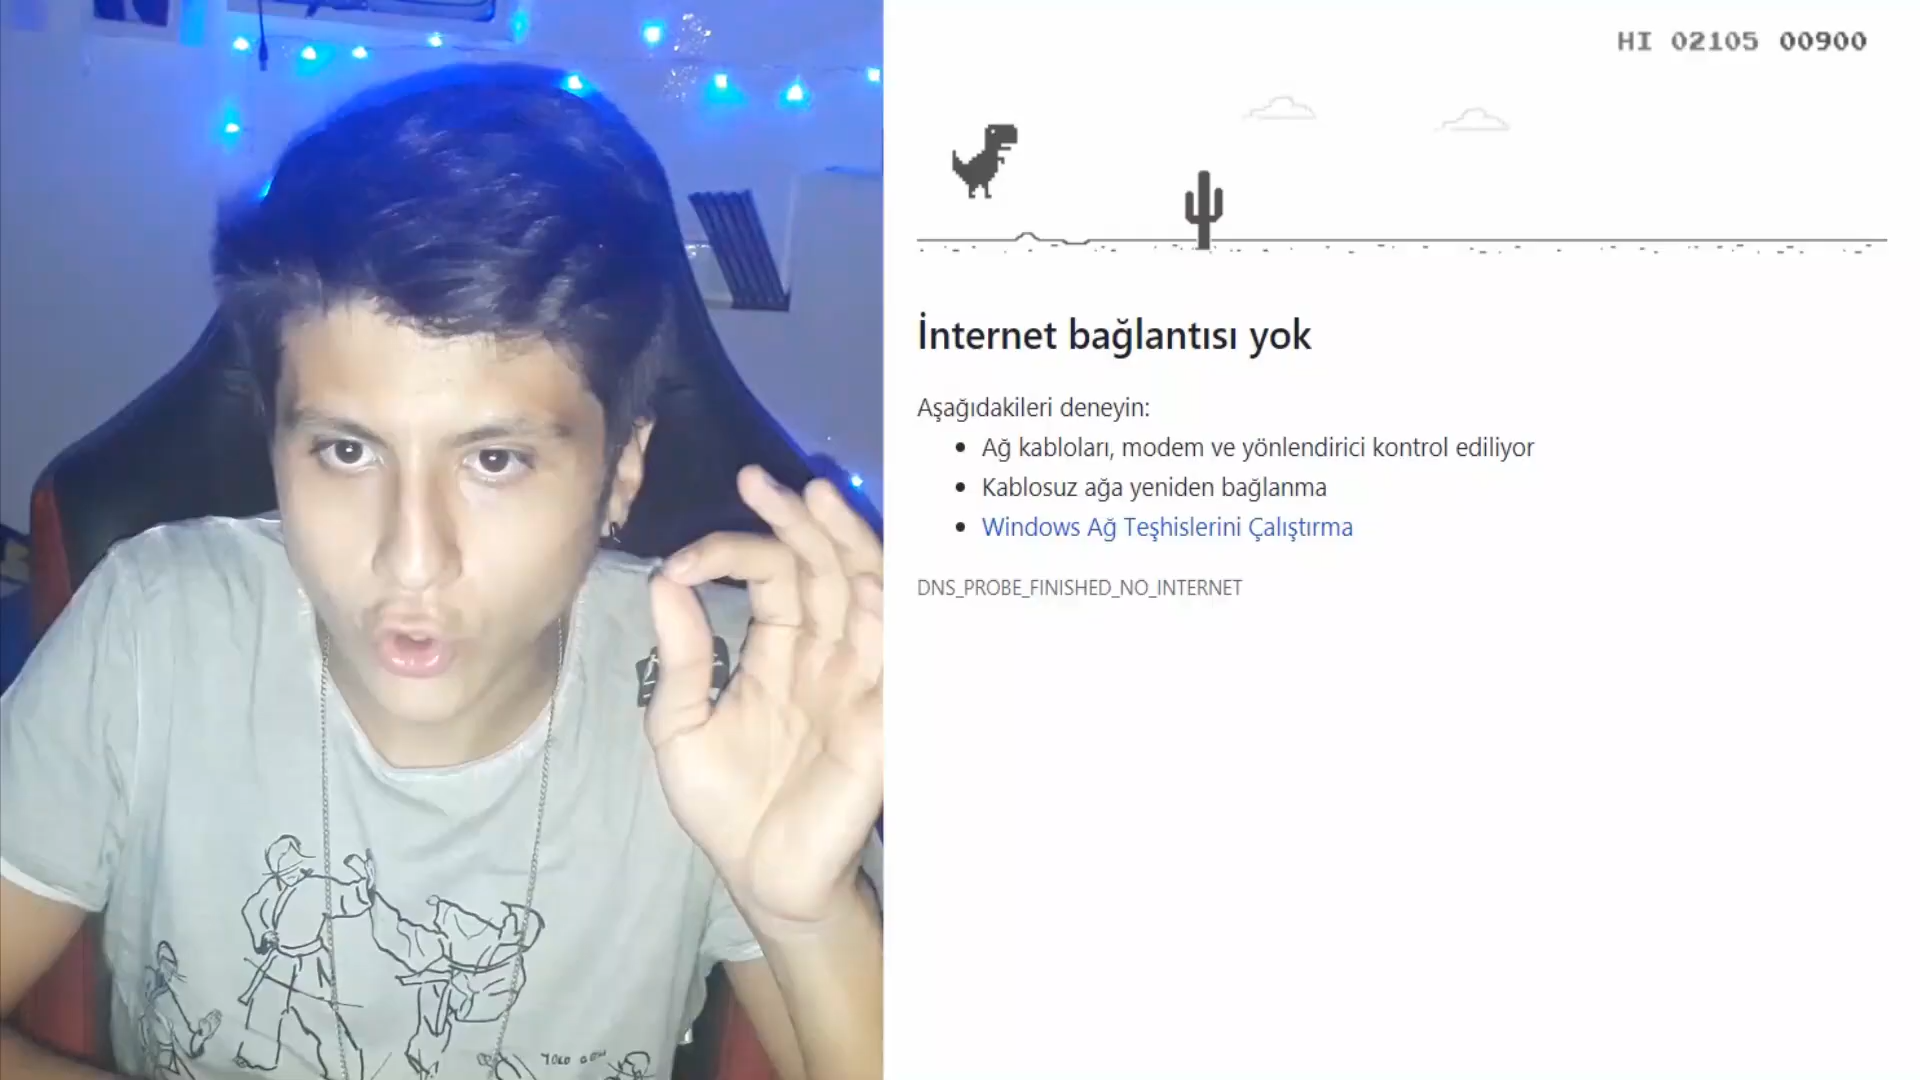 HI 02105 00900
İnternet bağlantısı yok
Aşağıdakileri deneyin:
Ağ kabloları, modem ve yönlendirici kontrol ediliyor
Kablosuz ağa yeniden bağlanma
Windows Ağ Teşhislerini Çalıştırma
DNS_PROBE_FINISHED_NO_INTERNET